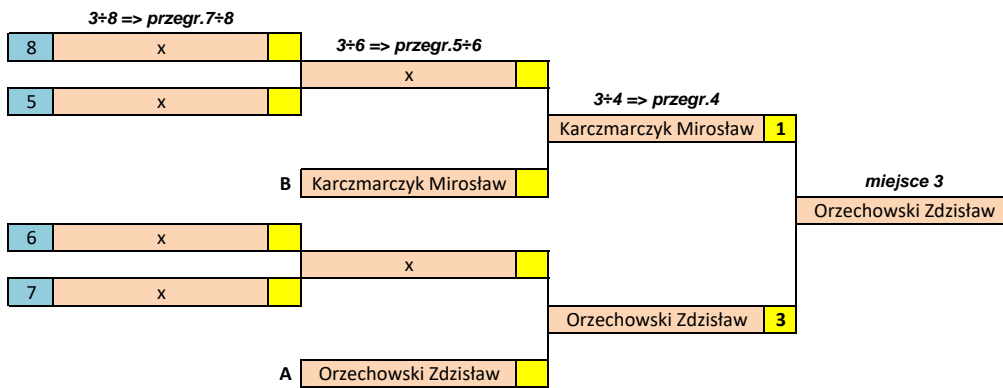 3÷8 => przegr.7÷8
8 x
3÷6 => przegr.5÷6
x
5 x
3÷4 => przegr.4
Karczmarczyk Mirosław 1
B Karczmarczyk Mirosław
miejsce 3
Orzechowski Zdzisław
6 x
x
7 x
Orzechowski Zdzisław 3
A Orzechowski Zdzisław